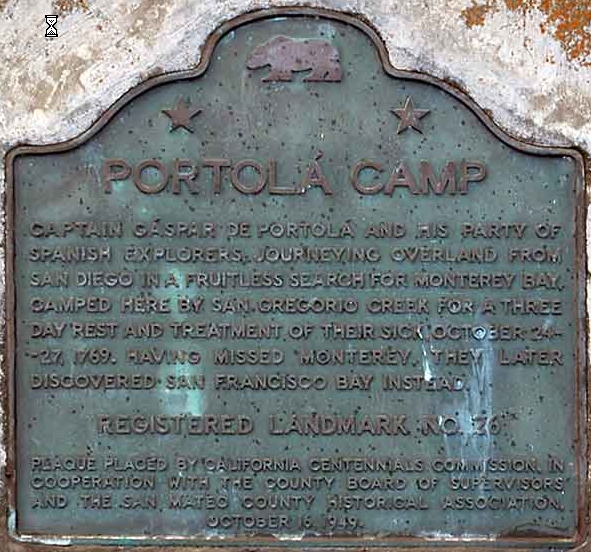 PORTOLÁ CAMP
CAPTAIN GASPAR DE PORTOLÁ AND HIS PARTY OF
SPANISH EXPLORERS, JOURNEYING OVERLAND FROM
SAN DIEGO IN A FRUITLESS SEARCH FOR MONTEREY BAY,
CAMPED HERE BY SAN GREGORIO CREEK FOR A THREE
DAY REST AND TREATMENT OF THEIR SICK OCTOBER 24-
-27, 1769. HAVING MISSED MONTEREY, THEY LATER
DISCOVERED SAN FRANCISCO BAY INSTEAD.
REGISTERED LANDMARK NO. 26
PLAQUE PLACED BY CALIFORNIA CENTENNIALS COMMISSION, IN
COOPERATION WITH THE COUNTY BOARD OF SUPERVISORS
AND THE SAN MATEO COUNTY HISTORICAL ASSOCIATION,
OCTOBER 16, 1949.